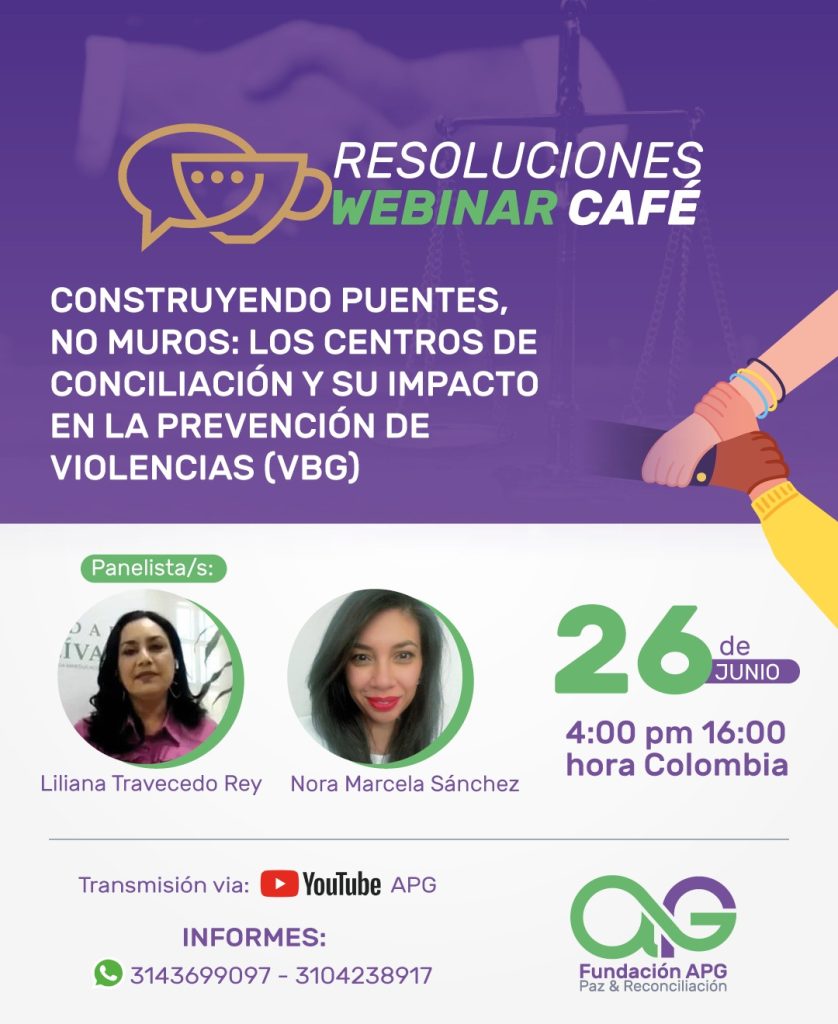 RESOLUCIONES
WEBINAR CAFÉ
CONSTRUYENDO PUENTES,
NO MUROS: LOS CENTROS DE
CONCILIACIÓN Y SU IMPACTO
EN LA PREVENCIÓN DE
VIOLENCIAS (VBG)
Panelista/s:
Liliana Travecedo Rey
Nora Marcela Sánchez
26 de
JUNIO
4:00 pm 16:00
hora Colombia
Transmisión via: YouTube APG
INFORMES:
3143699097 - 3104238917
Fundación APG
Paz & Reconciliación